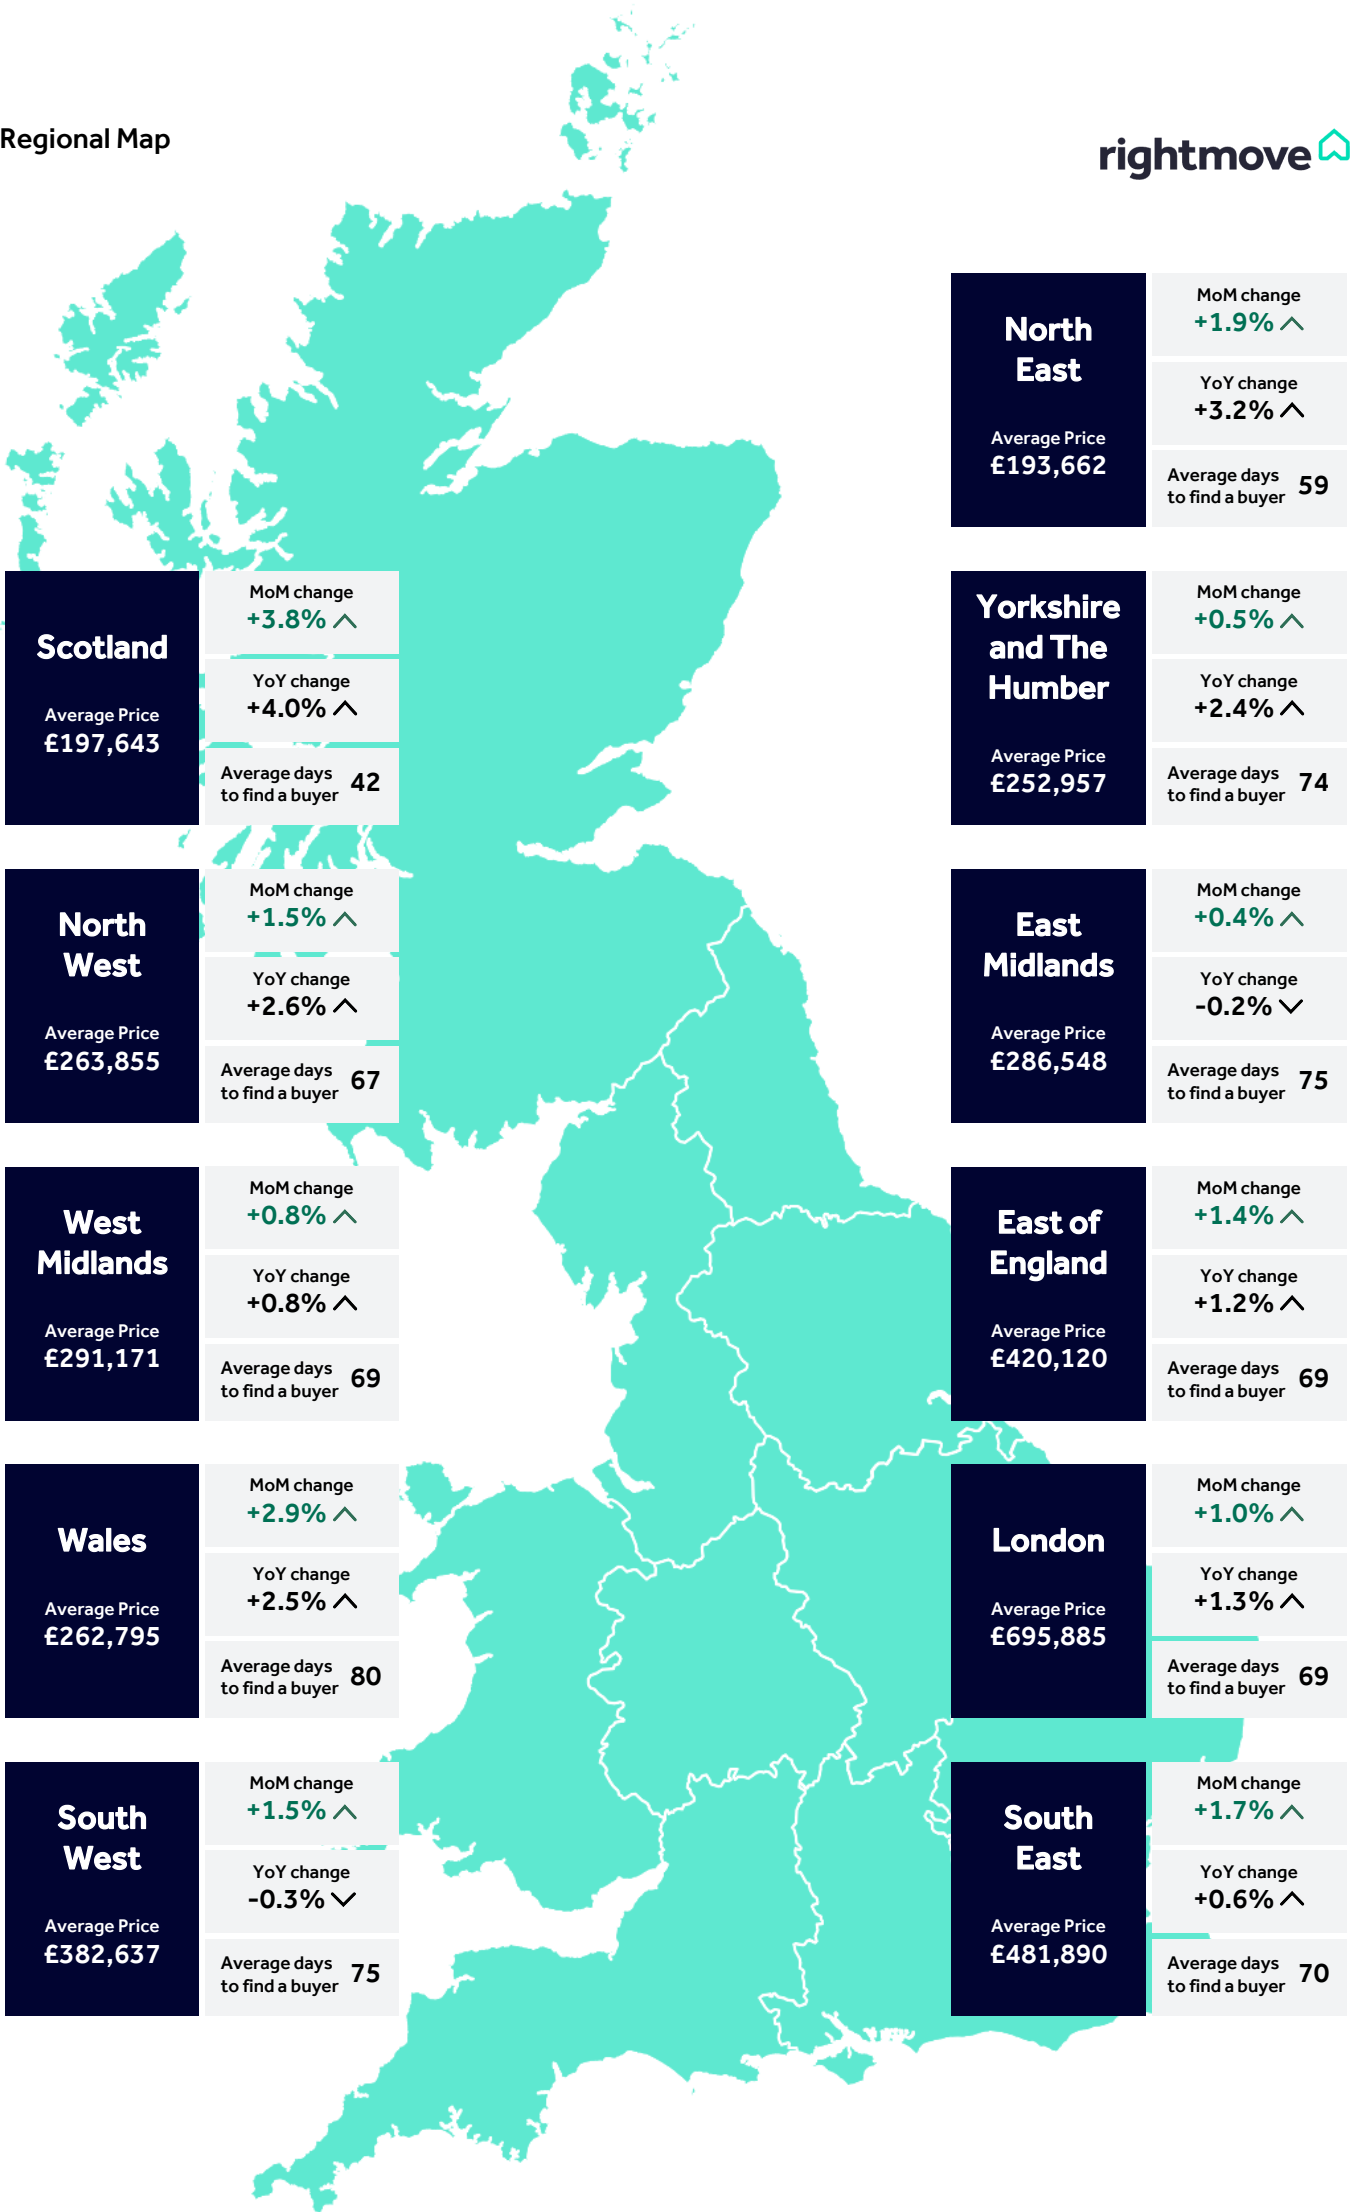 Regional Map
rightmove
North
East
Average Price
£193,662
MoM change
+1.9%
YoY change
+3.2%
Average days
to find a buyer
59
Scotland
Average Price
£197,643
MoM change
+3.8%
YoY change
+4.0%
Average days
to find a buyer
42
Yorkshire
and The
Humber
Average Price
£252,957
MoM change
+0.5%
YoY change
+2.4%
Average days
to find a buyer
74
North
West
Average Price
£263,855
MoM change
+1.5%
YoY change
+2.6%
Average days
to find a buyer
67
East
Midlands
Average Price
£286,548
MoM change
+0.4%
YoY change
-0.2%
Average days
to find a buyer
75
West
Midlands
Average Price
£291,171
MoM change
+0.8%
YoY change
+0.8%
Average days
to find a buyer
69
East of
England
Average Price
£420,120
MoM change
+1.4%
YoY change
+1.2%
Average days
to find a buyer
69
Wales
Average Price
£262,795
MoM change
+2.9%
YoY change
+2.5%
Average days
to find a buyer
80
London
Average Price
£695,885
MoM change
+1.0%
YoY change
+1.3%
Average days
to find a buyer
69
South
West
Average Price
£382,637
MoM change
+1.5%
YoY change
-0.3%
Average days
to find a buyer
75
South
East
Average Price
£481,890
MoM change
+1.7%
YoY change
+0.6%
Average days
to find a buyer
70